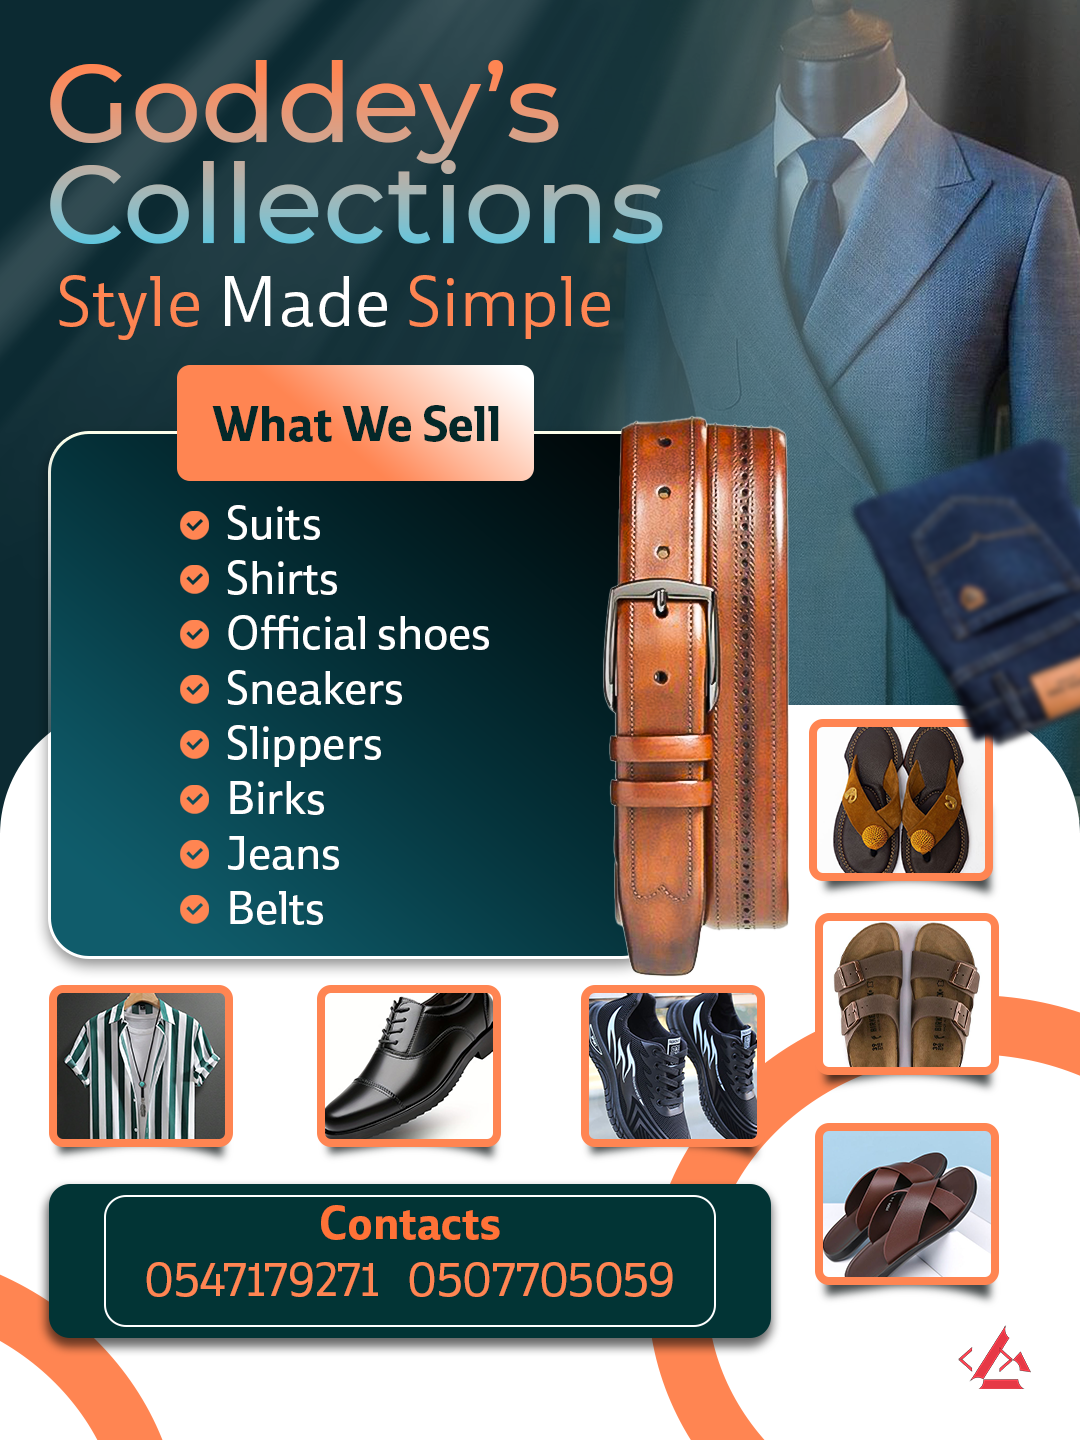 Goddey's
Collections
Style Made Simple
What We Sell
Suits
Shirts
Official shoes
Sneakers
Slippers
Birks
Jeans
Belts
Contacts
0547179271 0507705059